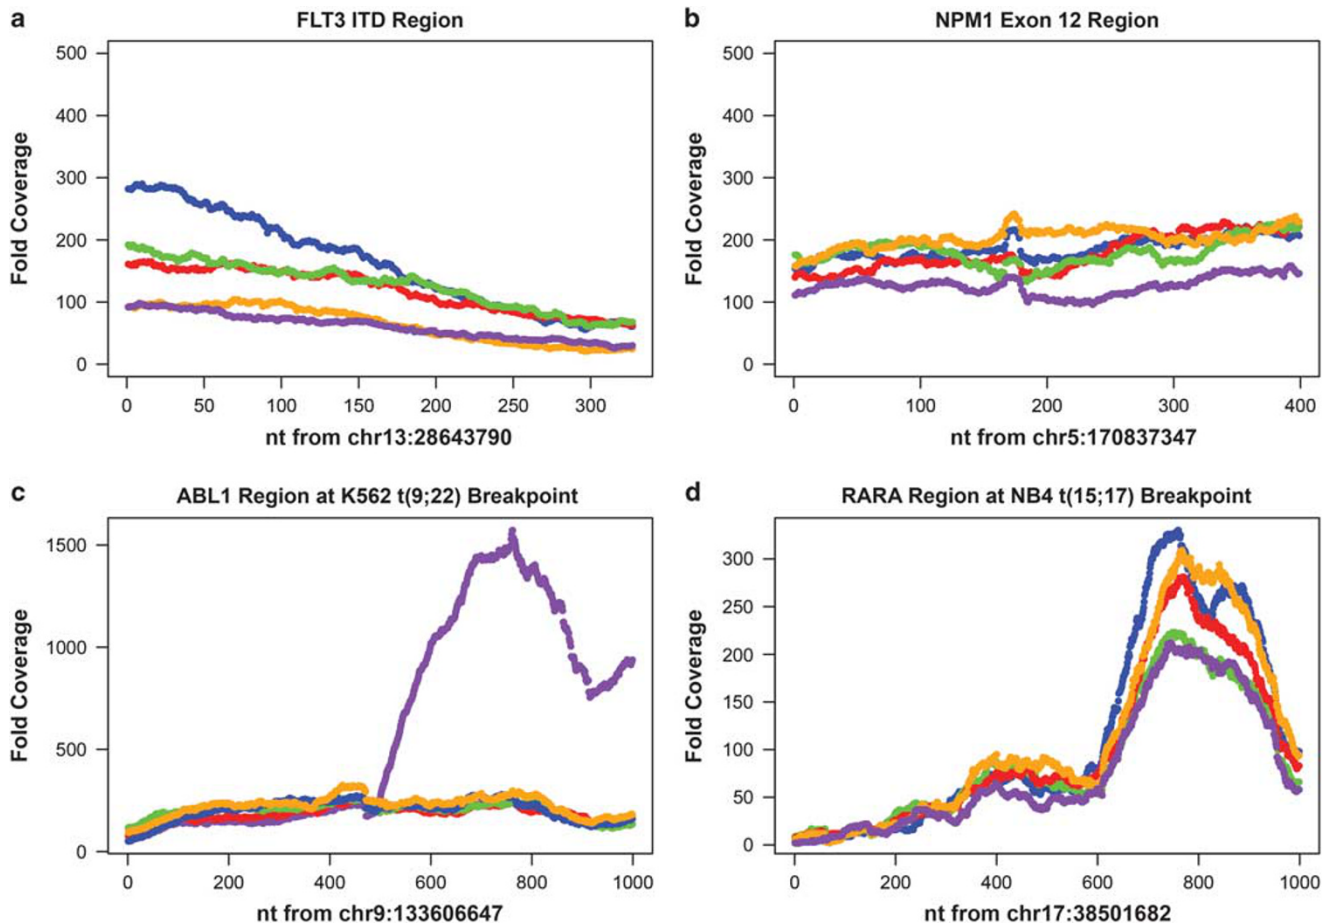 a
FLT3 ITD Region
500
400
300
200
100
0
Fold Coverage
0 50 100 150 200 250 300
nt from chr13:28643790
b
NPM1 Exon 12 Region
500
400
300
200
100
0
Fold Coverage
0 100 200 300 400
nt from chr5:170837347
c
ABL1 Region at K562 t(9;22) Breakpoint
1500
1000
500
0
Fold Coverage
0 200 400 600 800 1000
nt from chr9:133606647
d
RARA Region at NB4 t(15;17) Breakpoint
300
250
200
150
100
50
0
Fold Coverage
0 200 400 600 800 1000
nt from chr17:38501682